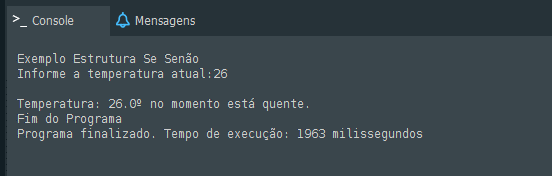 >_ Console
Mensagens
Exemplo Estrutura Se Senão
Informe a temperatura atual:26
Temperatura: 26.0º no momento está quente.
Fim do Programa
Programa finalizado. Tempo de execução: 1963 milissegundos